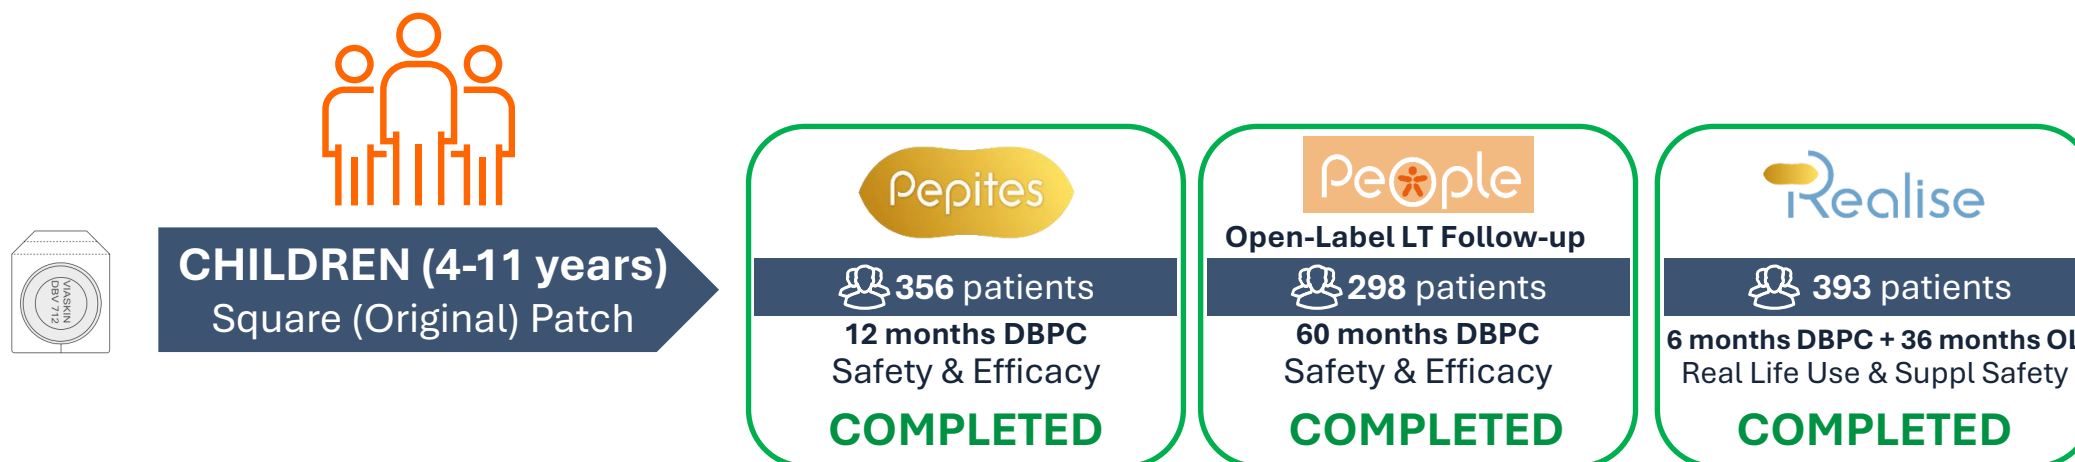 VIASKIN
DBV 712
CHILDREN (4-11 years)
Square (Original) Patch
Pepites
356 patients
12 months DBPC
Safety & Efficacy
COMPLETED
People
Open-Label LT Follow-up
298 patients
60 months DBPC
Safety & Efficacy
COMPLETED
Realise
393 patients
6 months DBPC + 36 months OL
Real Life Use & Suppl Safety
COMPLETED